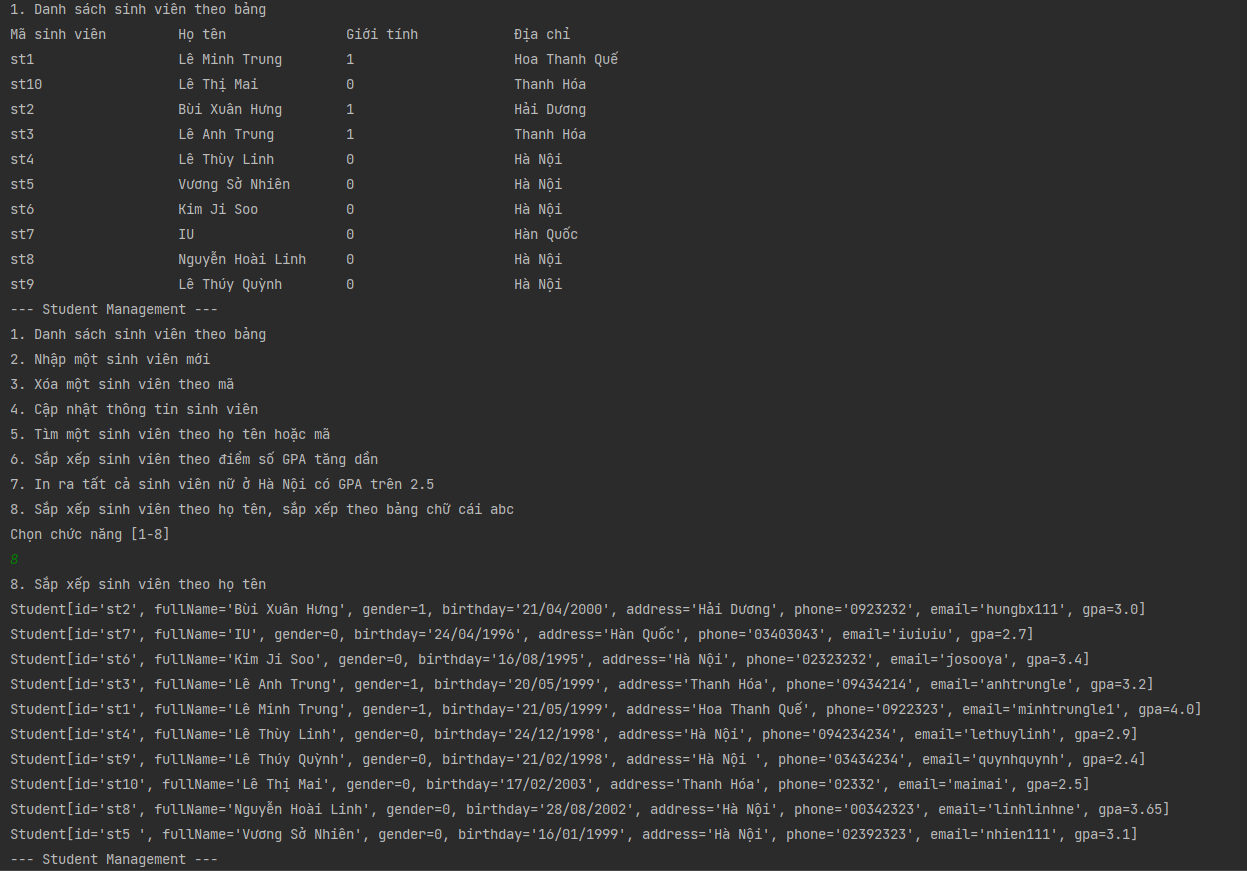 1. Danh sách sinh viên theo bảng
Mã sinh viên Họ tên Giới tính Địa chỉ
st1 Lê Minh Trung 1 Hoa Thanh Quế
st10 Lê Thị Mai 0 Thanh Hóa
st2 Bùi Xuân Hưng 1 Hải Dương
st3 Lê Anh Trung 1 Thanh Hóa
st4 Lê Thùy Linh 0 Hà Nội
st5 Vương Sở Nhiên 0 Hà Nội
st6 Kim Ji Soo 0 Hà Nội
st7 IU 0 Hàn Quốc
st8 Nguyễn Hoài Linh 0 Hà Nội
st9 Lê Thúy Quỳnh 0 Hà Nội
--- Student Management ---
1. Danh sách sinh viên theo bảng
2. Nhập một sinh viên mới
3. Xóa một sinh viên theo mã
4. Cập nhật thông tin sinh viên
5. Tìm một sinh viên theo họ tên hoặc mã
6. Sắp xếp sinh viên theo điểm số GPA tăng dần
7. In ra tất cả sinh viên nữ ở Hà Nội có GPA trên 2.5
8. Sắp xếp sinh viên theo họ tên, sắp xếp theo bảng chữ cái abc
Chọn chức năng [1-8]
8
8. Sắp xếp sinh viên theo họ tên
Student[id='st2', fullName='Bùi Xuân Hưng', gender=1, birthday='21/04/2000', address='Hải Dương', phone='0923232', email='hungbx111', gpa=3.0]
Student[id='st7', fullName='IU', gender=0, birthday='24/04/1996', address='Hàn Quốc', phone='03403043', email='iuiuiu', gpa=2.7]
Student[id='st6', fullName='Kim Ji Soo', gender=0, birthday='16/08/1995', address='Hà Nội', phone='02323232', email='josooya', gpa=3.4]
Student[id='st3', fullName='Lê Anh Trung', gender=1, birthday='20/05/1999', address='Thanh Hóa', phone='09434214', email='anhtrungle', gpa=3.2]
Student[id='st1', fullName='Lê Minh Trung', gender=1, birthday='21/05/1999', address='Hoa Thanh Quế', phone='0922323', email='minhtrungle1', gpa=4.0]
Student[id='st4', fullName='Lê Thùy Linh', gender=0, birthday='24/12/1998', address='Hà Nội', phone='094234234', email='lethuylinh', gpa=2.9]
Student[id='st9', fullName='Lê Thúy Quỳnh', gender=0, birthday='21/02/1998', address='Hà Nội ', phone='03434234', email='quynhquynh', gpa=2.4]
Student[id='st10', fullName='Lê Thị Mai', gender=0, birthday='17/02/2003', address='Thanh Hóa', phone='02332', email='maimai', gpa=2.5]
Student[id='st8', fullName='Nguyễn Hoài Linh', gender=0, birthday='28/08/2002', address='Hà Nội', phone='00342323', email='linhlinhne', gpa=3.65]
Student[id='st5 ', fullName='Vương Sở Nhiên', gender=0, birthday='16/01/1999', address='Hà Nội', phone='02392323', email='nhien111', gpa=3.1]
--- Student Management ---